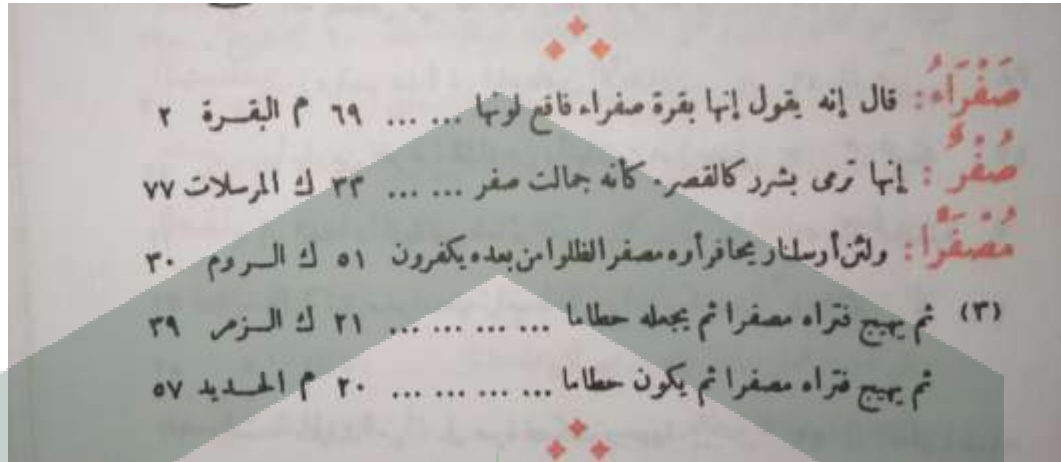 صَفْرَاءُ : قال إنه يقول إنها بقرة صفراء فاقع لونها ... ... ٦٩ م البقرة ٢
صُفْرٌ : إنها ترمى بشرر كالقصر. كأنه جمالت صفر ... ... ٣٣ ك المرسلات ٧٧
مُصْفَرًّا : ولئن أرسلنا ريحا فرأوه مصفرا لظلوا من بعده يكفرون ٥١ ك الروم ٣٠
(٣) ثم يهيج فتراه مصفرا ثم يجعله حطاما ... ... ... ... ٢١ ك الزمر ٣٩
ثم يهيج فتراه مصفرا ثم يكون حطاما ... ... ... ... ٢٠ م الحديد ٥٧